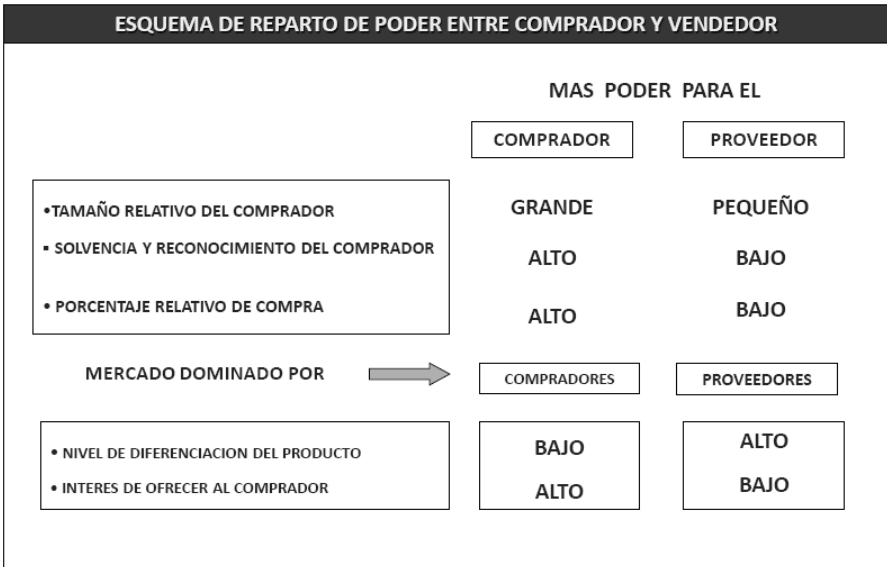 ESQUEMA DE REPARTO DE PODER ENTRE COMPRADOR Y VENDEDOR
MAS PODER PARA EL
COMPRADOR PROVEEDOR
•TAMAÑO RELATIVO DEL COMPRADOR GRANDE PEQUEÑO
▪ SOLVENCIA Y RECONOCIMIENTO DEL COMPRADOR ALTO BAJO
• PORCENTAJE RELATIVO DE COMPRA ALTO BAJO
MERCADO DOMINADO POR COMPRADORES PROVEEDORES
• NIVEL DE DIFERENCIACION DEL PRODUCTO BAJO ALTO
• INTERES DE OFRECER AL COMPRADOR ALTO BAJO